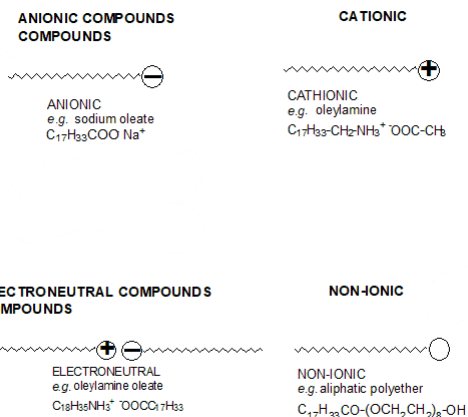 ANIONIC COMPOUNDS
COMPOUNDS
CATIONIC
ANIONIC
e.g. sodium oleate
C₁₇H₃₃COO Na⁺
CATHIONIC
e.g. oleylamine
C₁₇H₃₃-CH₂-NH₃⁺ ⁻OOC-CH₃
ECTRONEUTRAL COMPOUNDS
MPOUNDS
NON-IONIC
ELECTRONEUTRAL
e.g. oleylamine oleate
C₁₈H₃₅NH₃⁺ ⁻OOCC₁₇H₃₃
NON-IONIC
e.g. aliphatic polyether
C₁₇H₃₃CO-(OCH₂CH₂)₈-OH